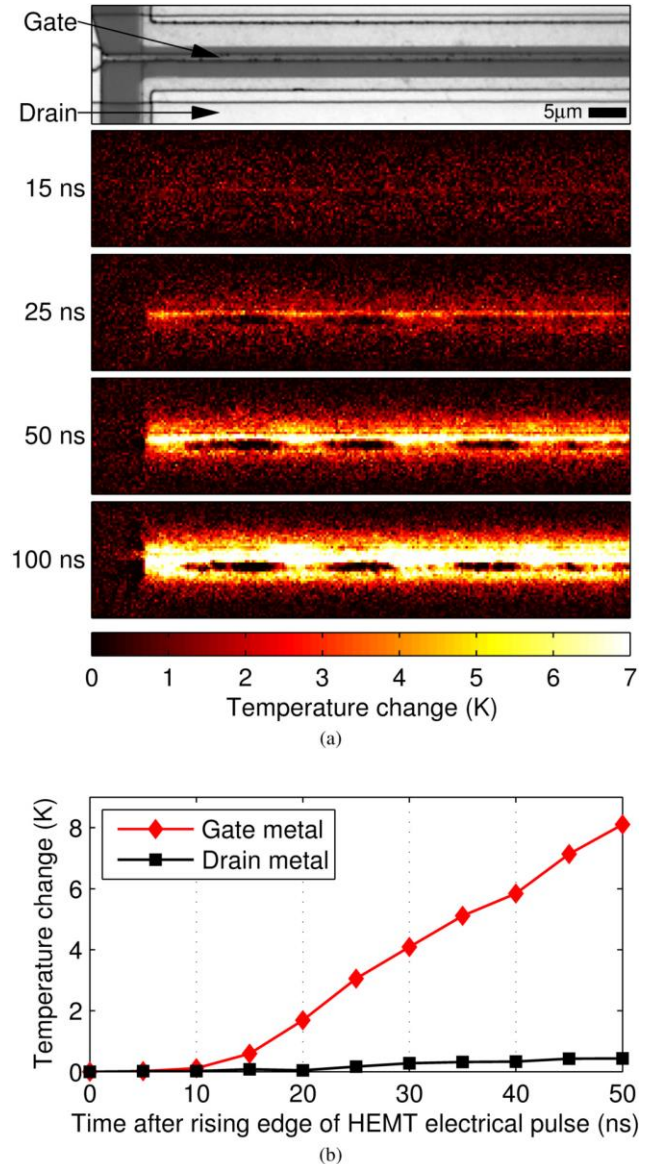 Gate
Drain
5μm
15 ns
25 ns
50 ns
100 ns
0 1 2 3 4 5 6 7
Temperature change (K)
(a)
8
6
4
2
0
Temperature change (K)
Gate metal
Drain metal
0 10 20 30 40 50
Time after rising edge of HEMT electrical pulse (ns)
(b)